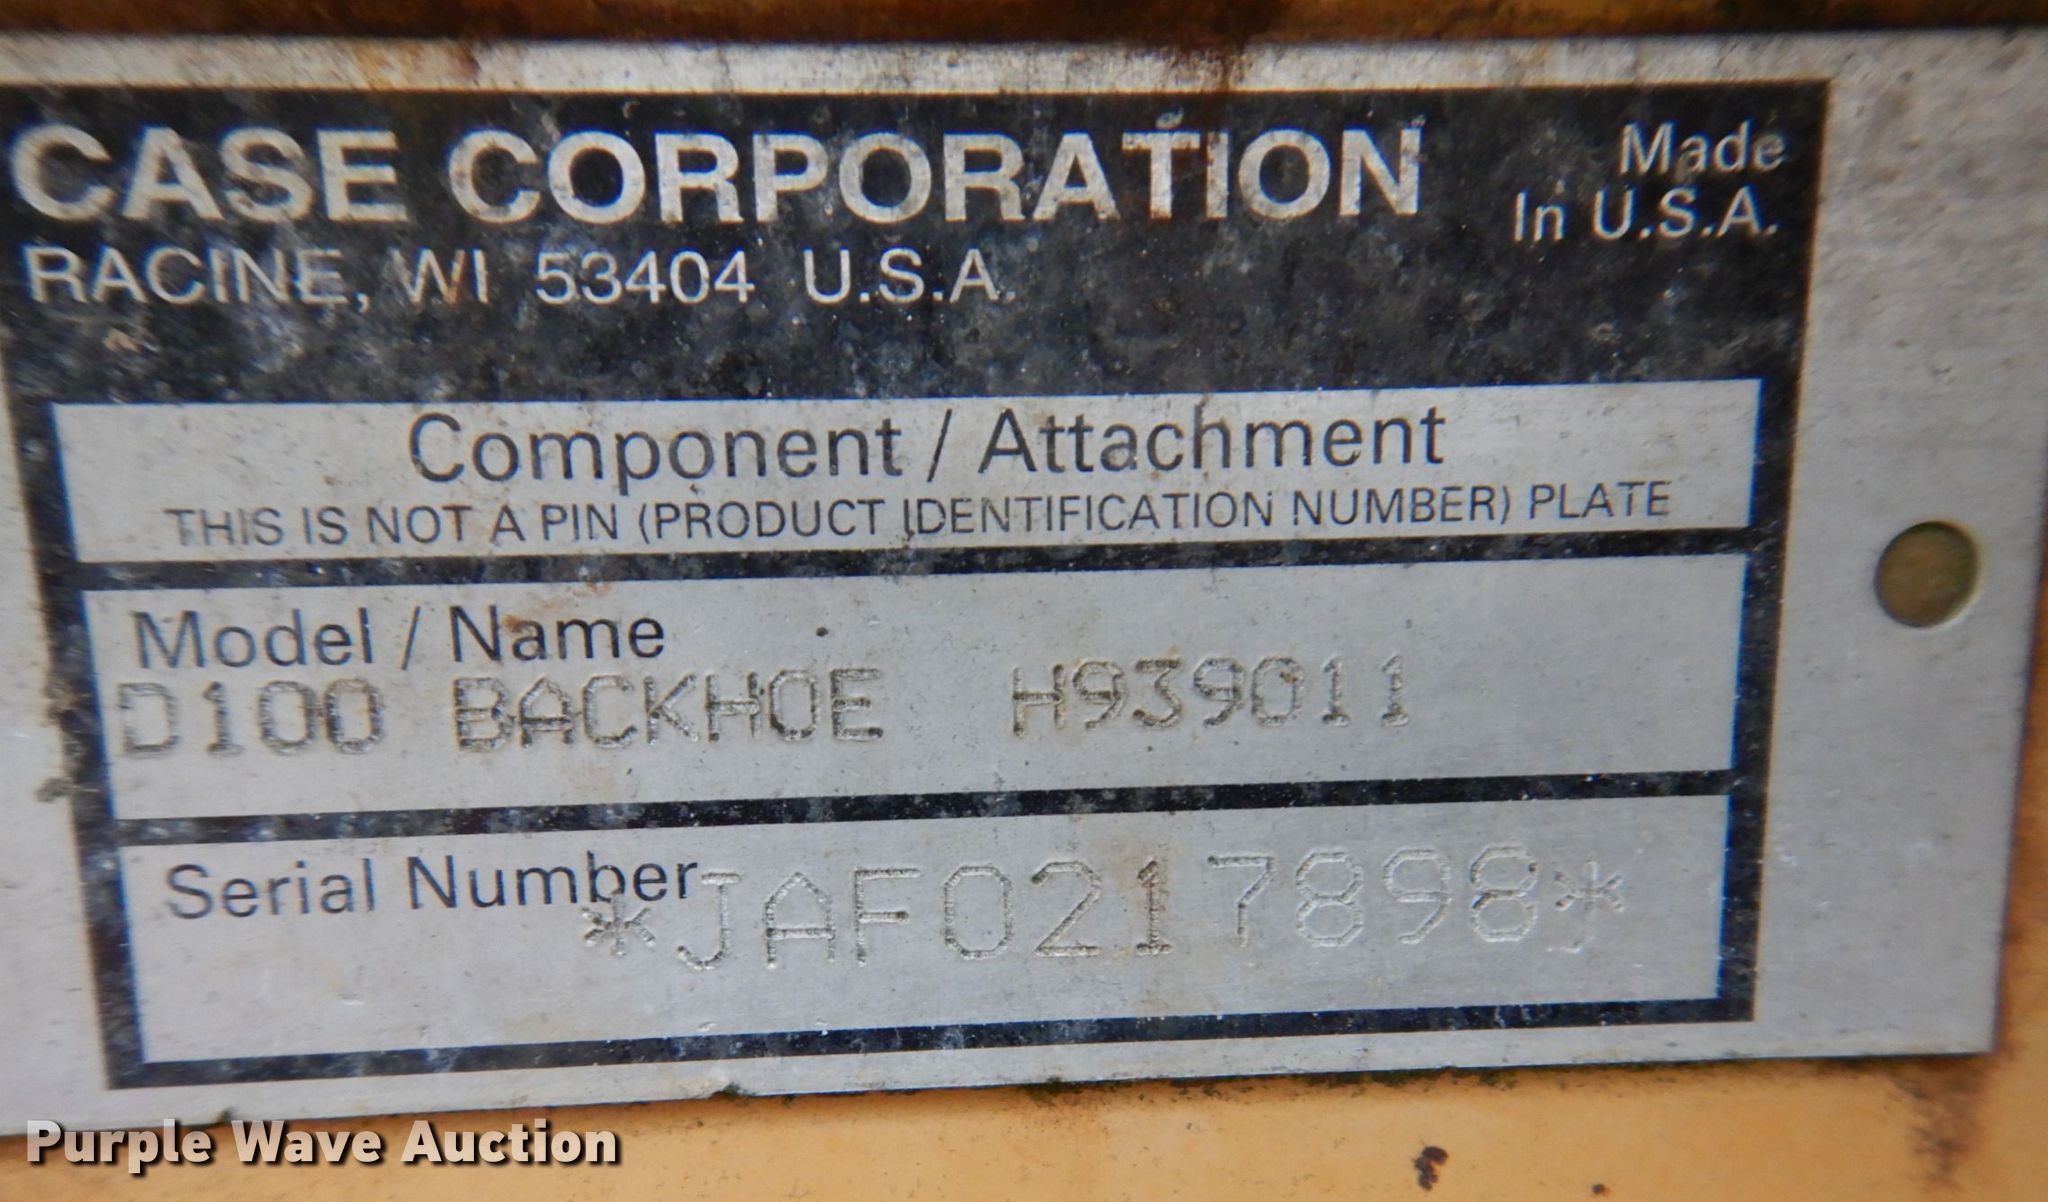 CASE CORPORATION
Made
In U.S.A.
RACINE, WI 53404 U.S.A.
Component / Attachment
THIS IS NOT A PIN (PRODUCT IDENTIFICATION NUMBER) PLATE
Model / Name
D100 BACKHOE H939011
Serial Number
*JAF0217898*
Purple Wave Auction